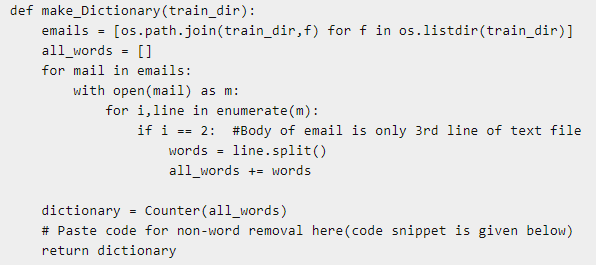 def make_Dictionary(train_dir):
    emails = [os.path.join(train_dir,f) for f in os.listdir(train_dir)]
    all_words = []
    for mail in emails:
        with open(mail) as m:
            for i,line in enumerate(m):
                if i == 2:  #Body of email is only 3rd line of text file
                    words = line.split()
                    all_words += words

    dictionary = Counter(all_words)
    # Paste code for non-word removal here(code snippet is given below)
    return dictionary